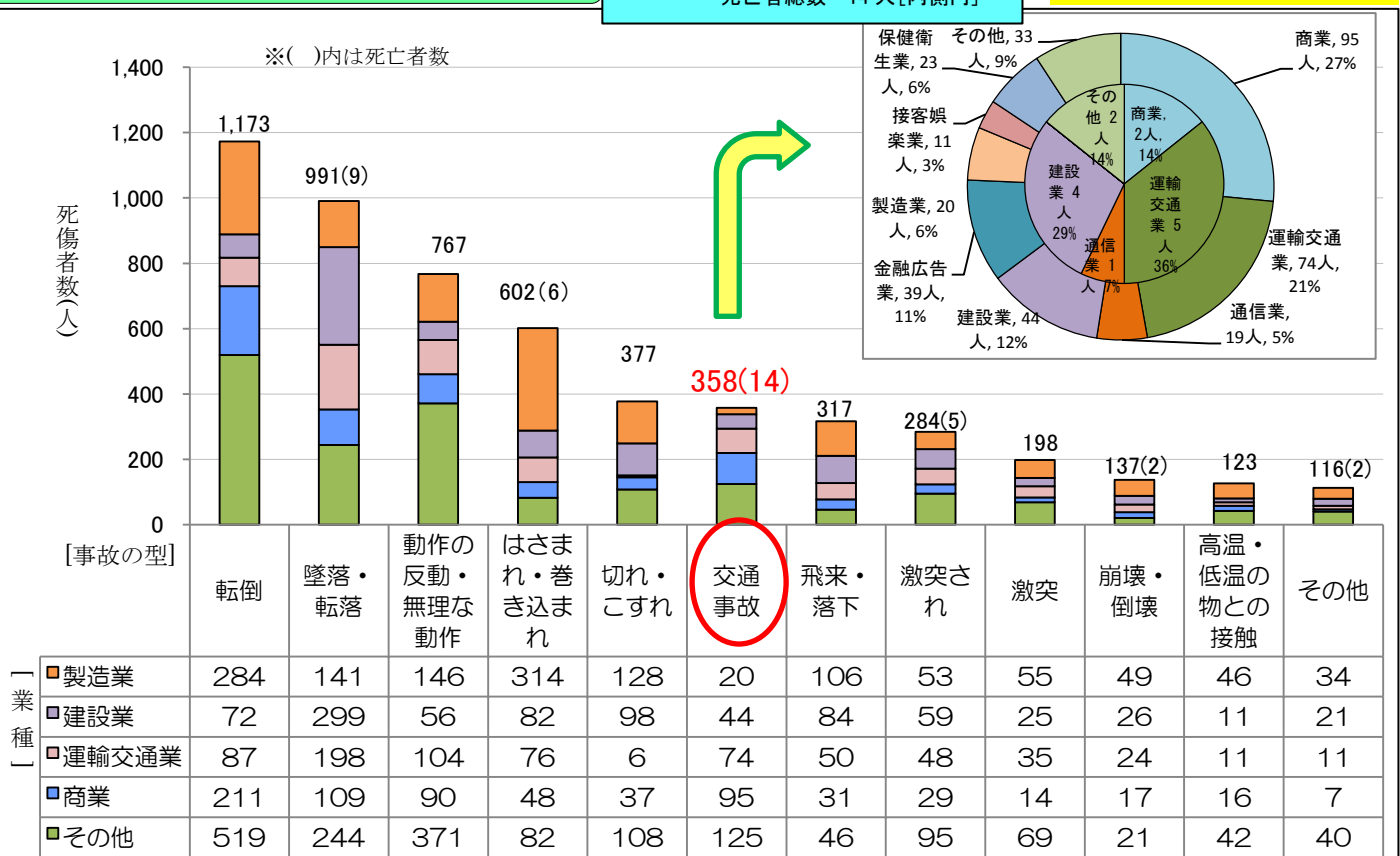 死亡者総数 14人[内側円]
※( )内は死亡者数
死傷者数(人)
1,400
1,200
1,000
800
600
400
200
0
1,173
991(9)
767
602(6)
377
358(14)
317
284(5)
198
137(2)
123
116(2)
保健衛
生業, 23
人, 6%
その他, 33
人, 9%
商業, 95
人, 27%
接客娯
楽業, 11
人, 3%
製造業, 20
人, 6%
金融広告
業, 39人,
11%
建設業, 44
人, 12%
通信業,
19人, 5%
運輸交通
業, 74人,
21%
その
他 2
人
14%
商業,
2人,
14%
建設
業 4
人
29%
運輸
交通
業 5
人
36%
通信
業 1
人 7%
[事故の型]
転倒
墜落・
転落
動作の
反動・
無理な
動作
はさま
れ・巻
き込ま
れ
切れ・
こすれ
交通
事故
飛来・
落下
激突さ
れ
激突
崩壊・
倒壊
高温・
低温の
物との
接触
その他
[業種]
製造業 284 141 146 314 128 20 106 53 55 49 46 34
建設業 72 299 56 82 98 44 84 59 25 26 11 21
運輸交通業 87 198 104 76 6 74 50 48 35 24 11 11
商業 211 109 90 48 37 95 31 29 14 17 16 7
その他 519 244 371 82 108 125 46 95 69 21 42 40